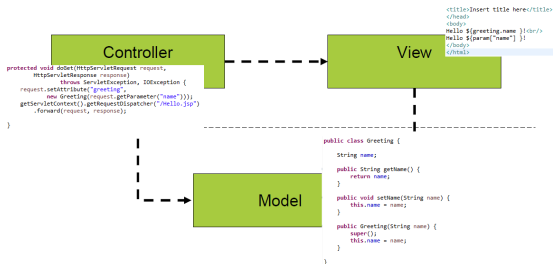 <title>Insert title here</title>
</head>
<body>
Hello ${greeting.name }!<br/>
Hello ${param["name"] }!
</body>
</html>
Controller
View
protected void doGet(HttpServletRequest request,
HttpServletResponse response)
throws ServletException, IOException {
request.setAttribute("greeting",
new Greeting(request.getParameter("name")));
getServletContext().getRequestDispatcher("/Hello.jsp")
.forward(request, response);
}
Model
public class Greeting {
String name;
public String getName() {
return name;
}
public void setName(String name) {
this.name = name;
}
public Greeting(String name) {
super();
this.name = name;
}
}